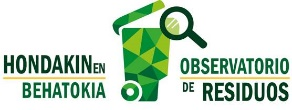 HONDAKINEN
BEHATOKIA
OBSERVATORIO
DE RESIDUOS